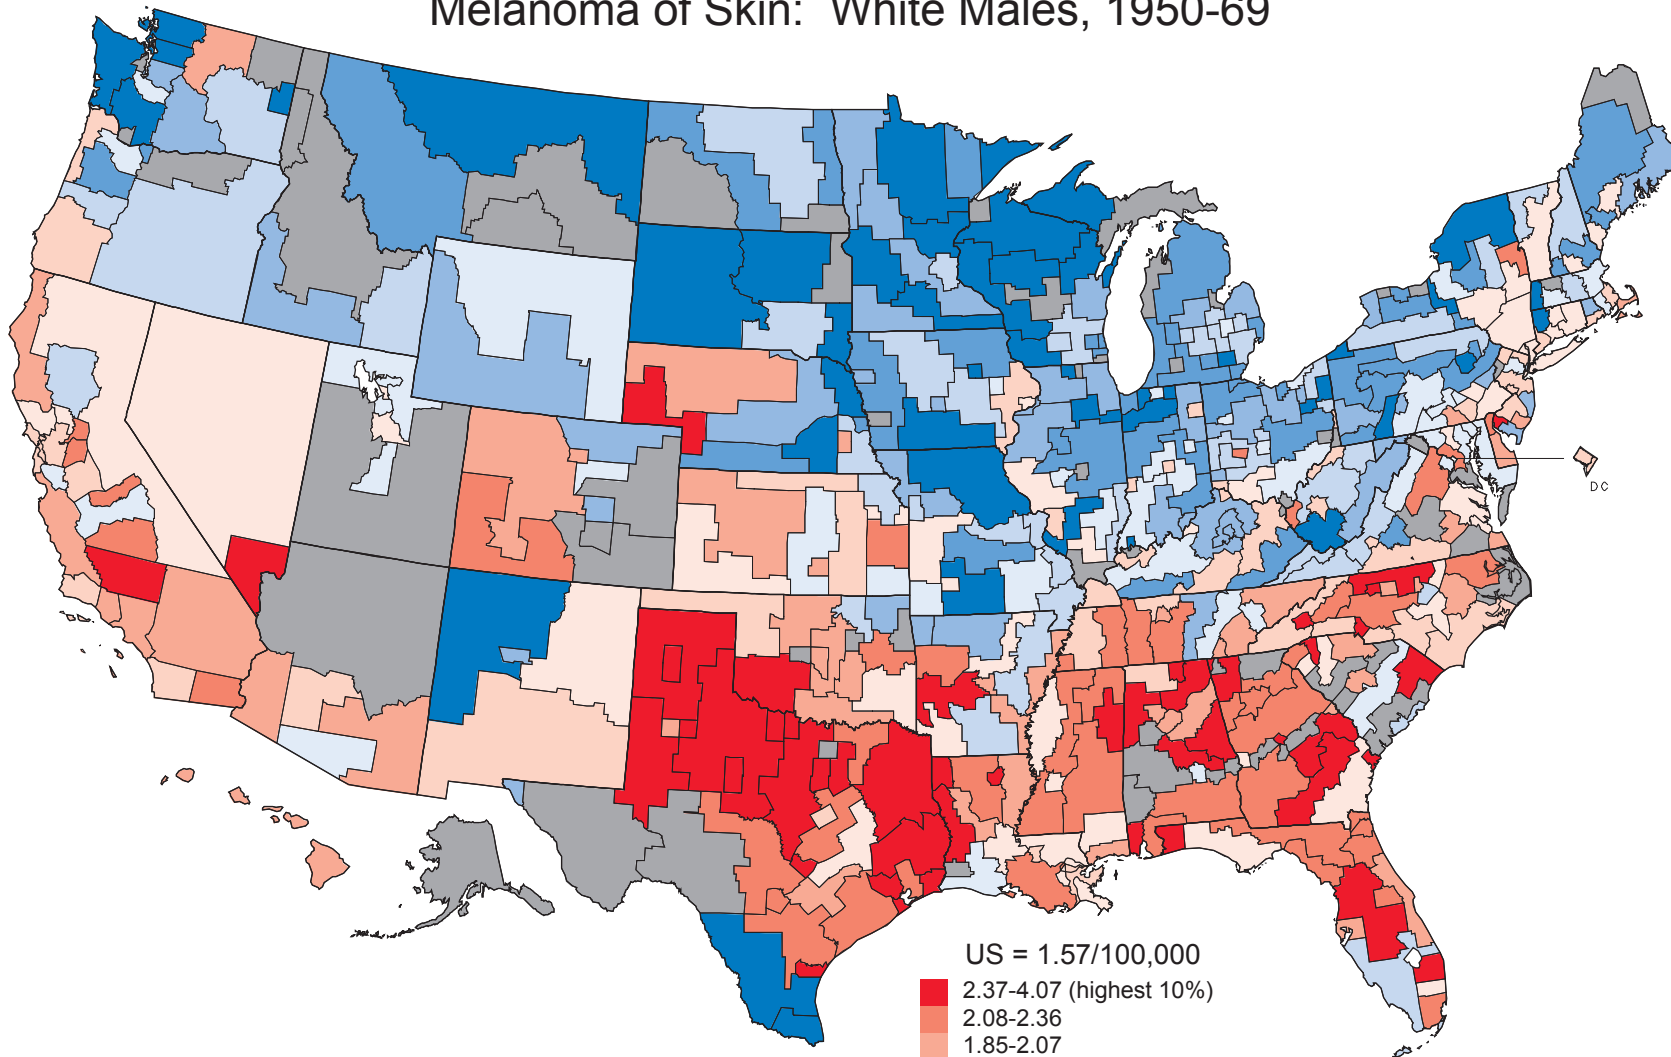 Melanoma of Skin: White Males, 1950-69
DC
US = 1.57/100,000
2.37-4.07 (highest 10%)
2.08-2.36
1.85-2.07